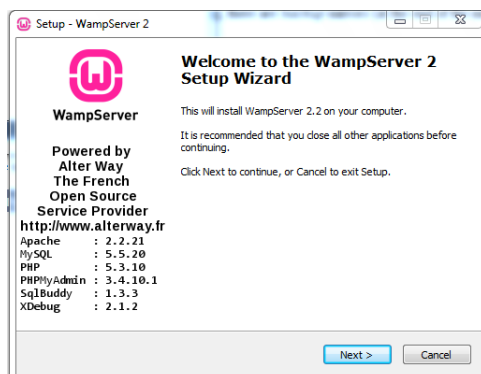 Setup - WampServer 2
WampServer
Powered by
Alter Way
The French
Open Source
Service Provider
http://www.alterway.fr
Apache : 2.2.21
MySQL : 5.5.20
PHP : 5.3.10
PHPMyAdmin : 3.4.10.1
SqlBuddy : 1.3.3
XDebug : 2.1.2
Welcome to the WampServer 2
Setup Wizard
This will install WampServer 2.2 on your computer.
It is recommended that you close all other applications before
continuing.
Click Next to continue, or Cancel to exit Setup.
Next >
Cancel